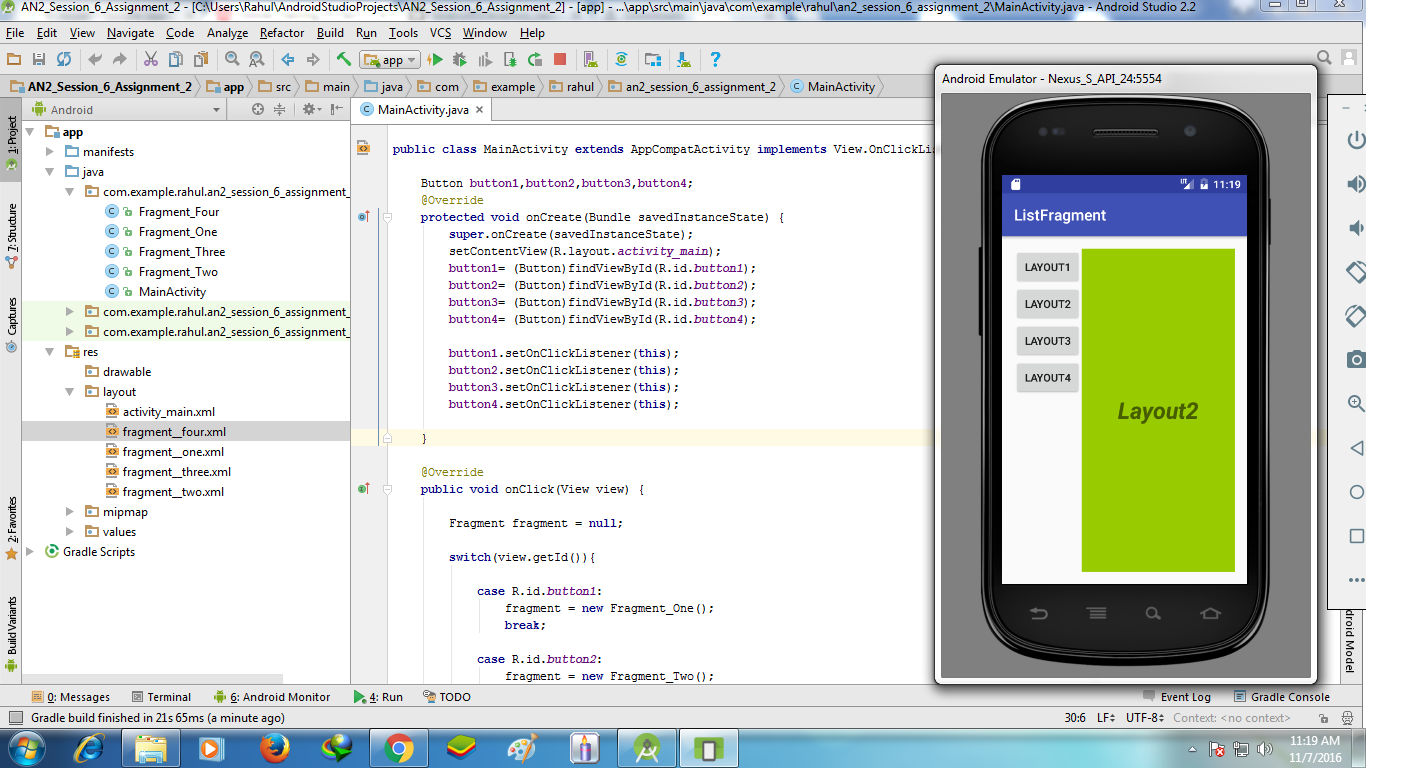 AN2_Session_6_Assignment_2 - [C:\Users\Rahul\AndroidStudioProjects\AN2_Session_6_Assignment_2] - [app] - ...\app\src\main\java\com\example\rahul\an2_session_6_assignment_2\MainActivity.java - Android Studio 2.2
File Edit View Navigate Code Analyze Refactor Build Run Tools VCS Window Help
app
AN2_Session_6_Assignment_2 app src main java com example rahul an2_session_6_assignment_2 MainActivity
Android
MainActivity.java
1: Project
7: Structure
Captures
2: Favorites
Build Variants
app
manifests
java
com.example.rahul.an2_session_6_assignment_
Fragment_Four
Fragment_One
Fragment_Three
Fragment_Two
MainActivity
com.example.rahul.an2_session_6_assignment_
com.example.rahul.an2_session_6_assignment_
res
drawable
layout
activity_main.xml
fragment__four.xml
fragment__one.xml
fragment__three.xml
fragment__two.xml
mipmap
values
Gradle Scripts
public class MainActivity extends AppCompatActivity implements View.OnClickLis
Button button1,button2,button3,button4;
@Override
protected void onCreate(Bundle savedInstanceState) {
super.onCreate(savedInstanceState);
setContentView(R.layout.activity_main);
button1= (Button)findViewById(R.id.button1);
button2= (Button)findViewById(R.id.button2);
button3= (Button)findViewById(R.id.button3);
button4= (Button)findViewById(R.id.button4);
button1.setOnClickListener(this);
button2.setOnClickListener(this);
button3.setOnClickListener(this);
button4.setOnClickListener(this);
}
@Override
public void onClick(View view) {
Fragment fragment = null;
switch(view.getId()){
case R.id.button1:
fragment = new Fragment_One();
break;
case R.id.button2:
fragment = new Fragment_Two();
Android Emulator - Nexus_S_API_24:5554
LTE 11:19
ListFragment
LAYOUT1
LAYOUT2
LAYOUT3
LAYOUT4
Layout2
droid Model
0: Messages Terminal 6: Android Monitor 4: Run TODO Event Log Gradle Console
Gradle build finished in 21s 65ms (a minute ago) 30:6 LF UTF-8 Context: <no context>
11:19 AM
11/7/2016